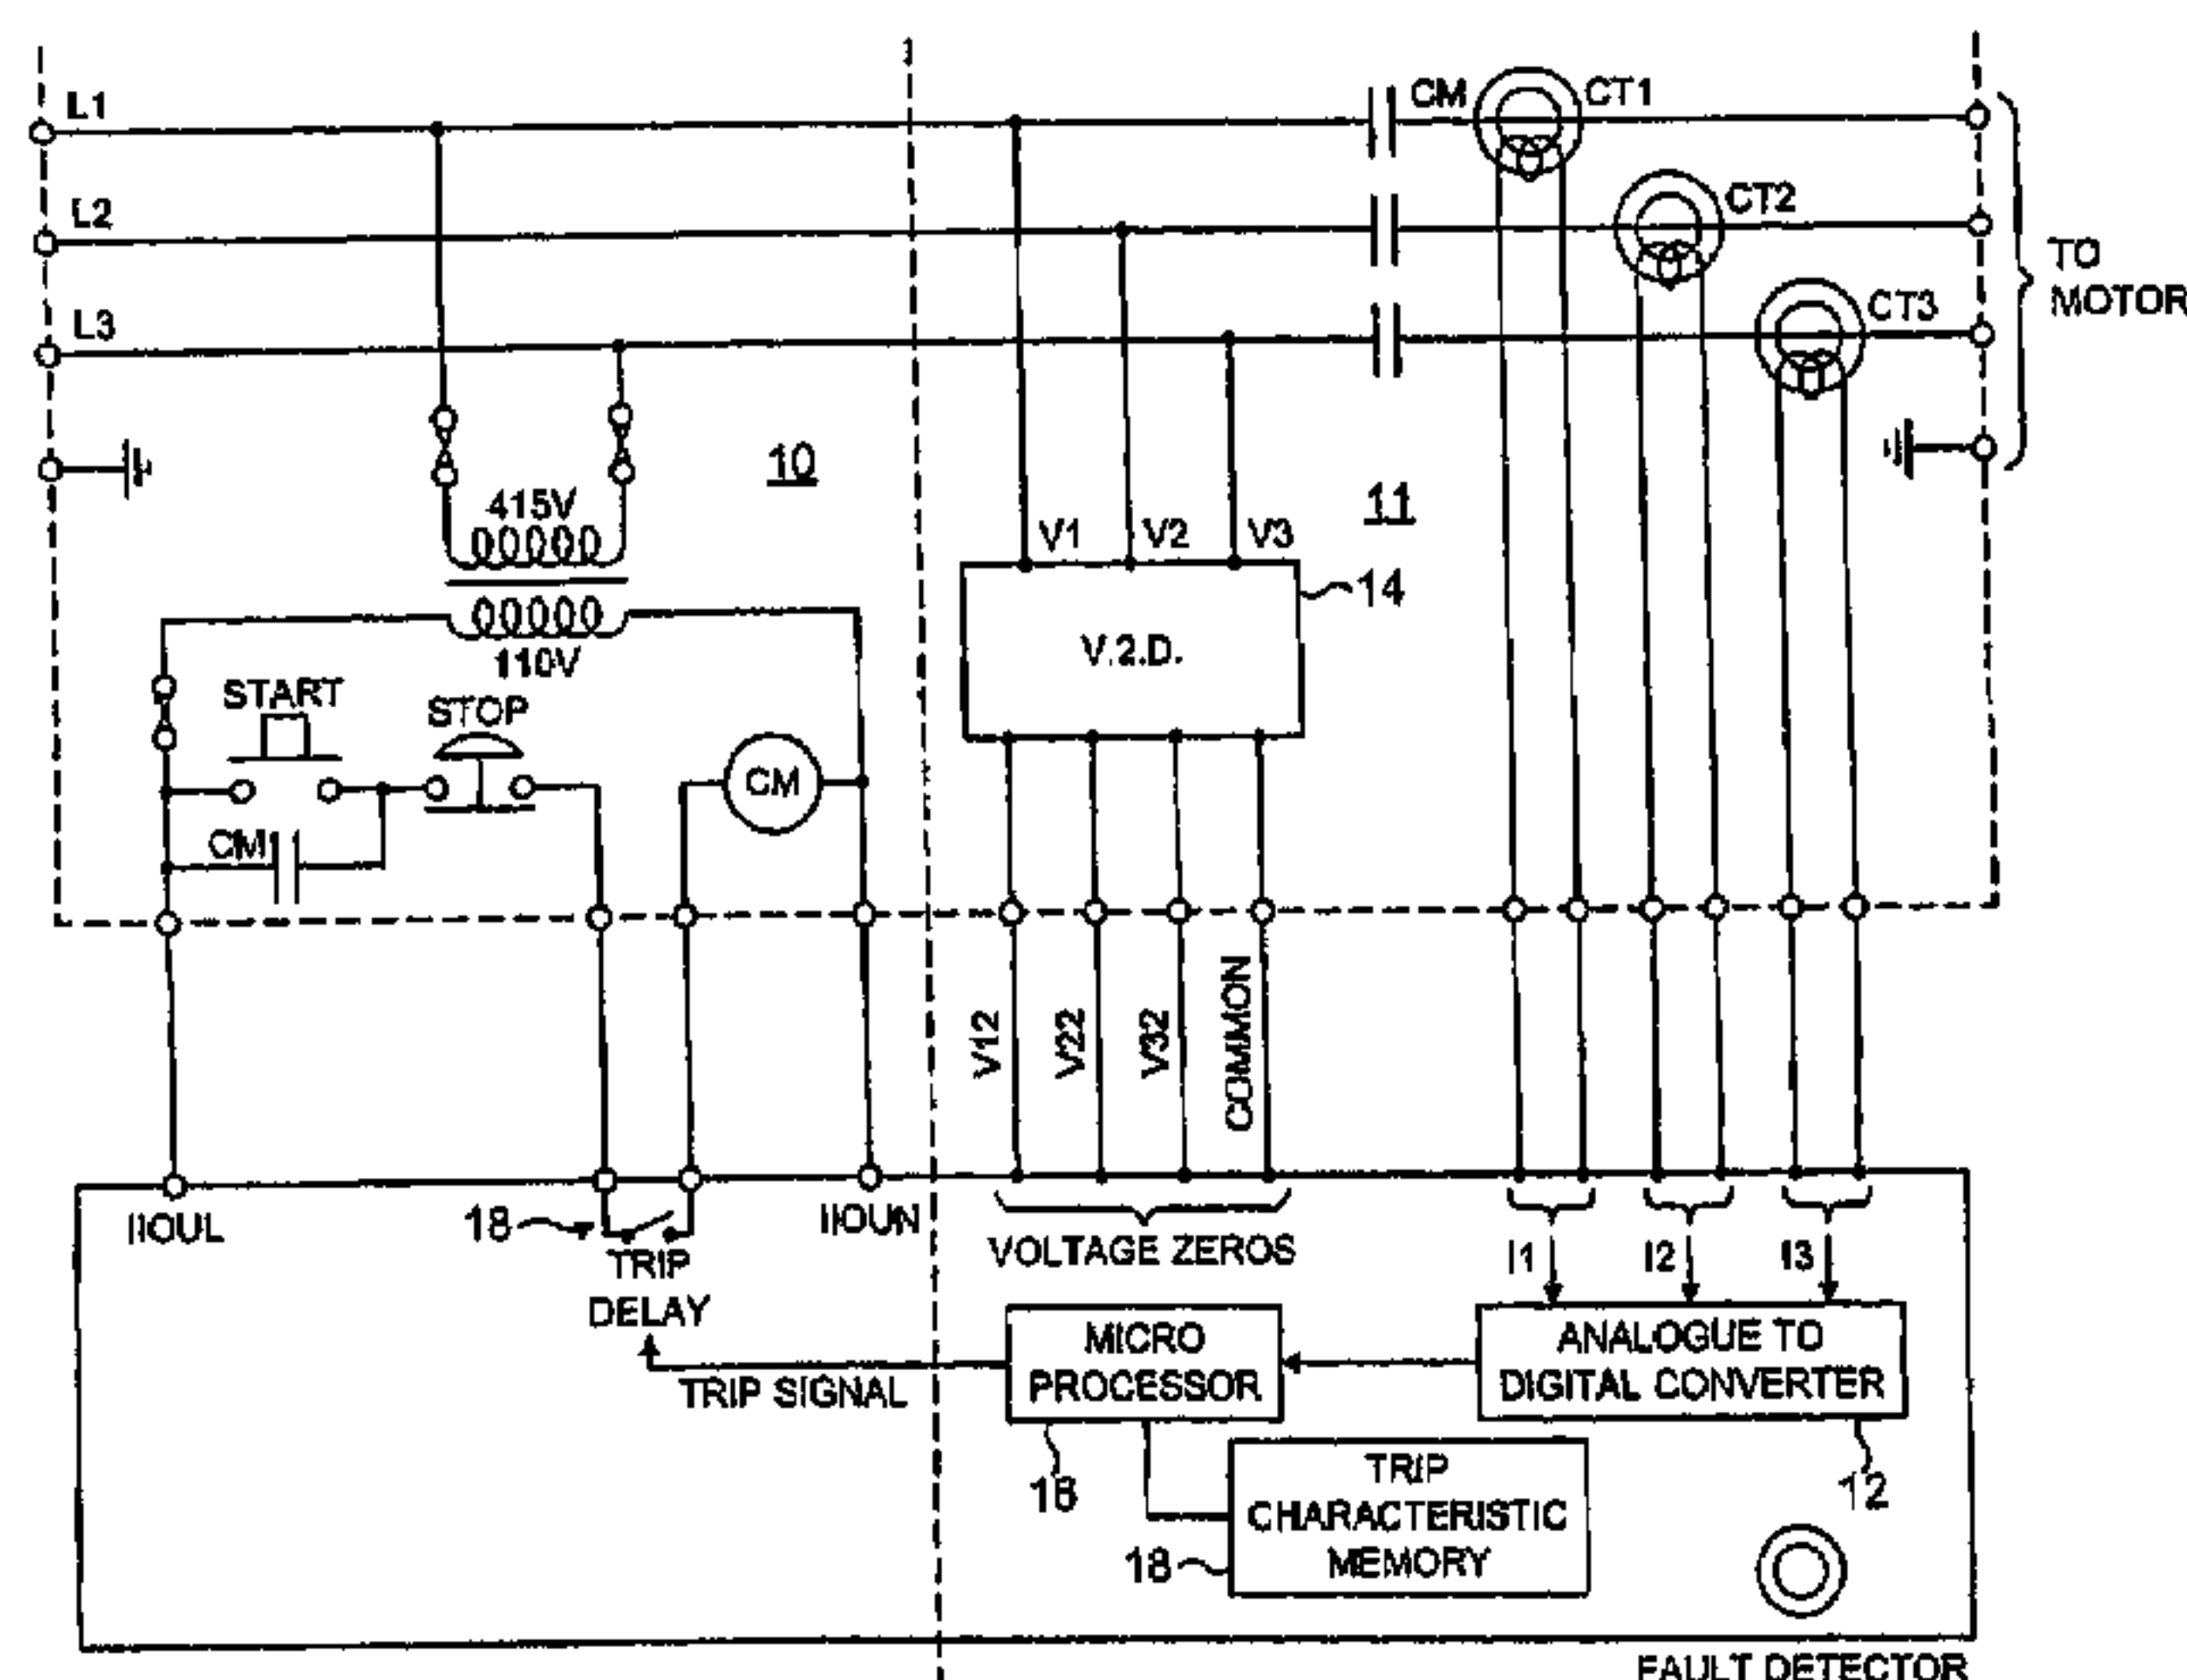 L1
CM
CT1
L2
CT2
TO
MOTOR
L3
CT3
10
11
415V
V1
V2
V3
14
V.2.D.
110V
START
STOP
CM
CM
V12
V22
V32
COMMON
IIOUL
18
IIOUN
TRIP
DELAY
VOLTAGE ZEROS
I1
I2
I3
MICRO
PROCESSOR
ANALOGUE TO
DIGITAL CONVERTER
TRIP SIGNAL
18
12
TRIP
CHARACTERISTIC
MEMORY
18
FAULT DETECTOR